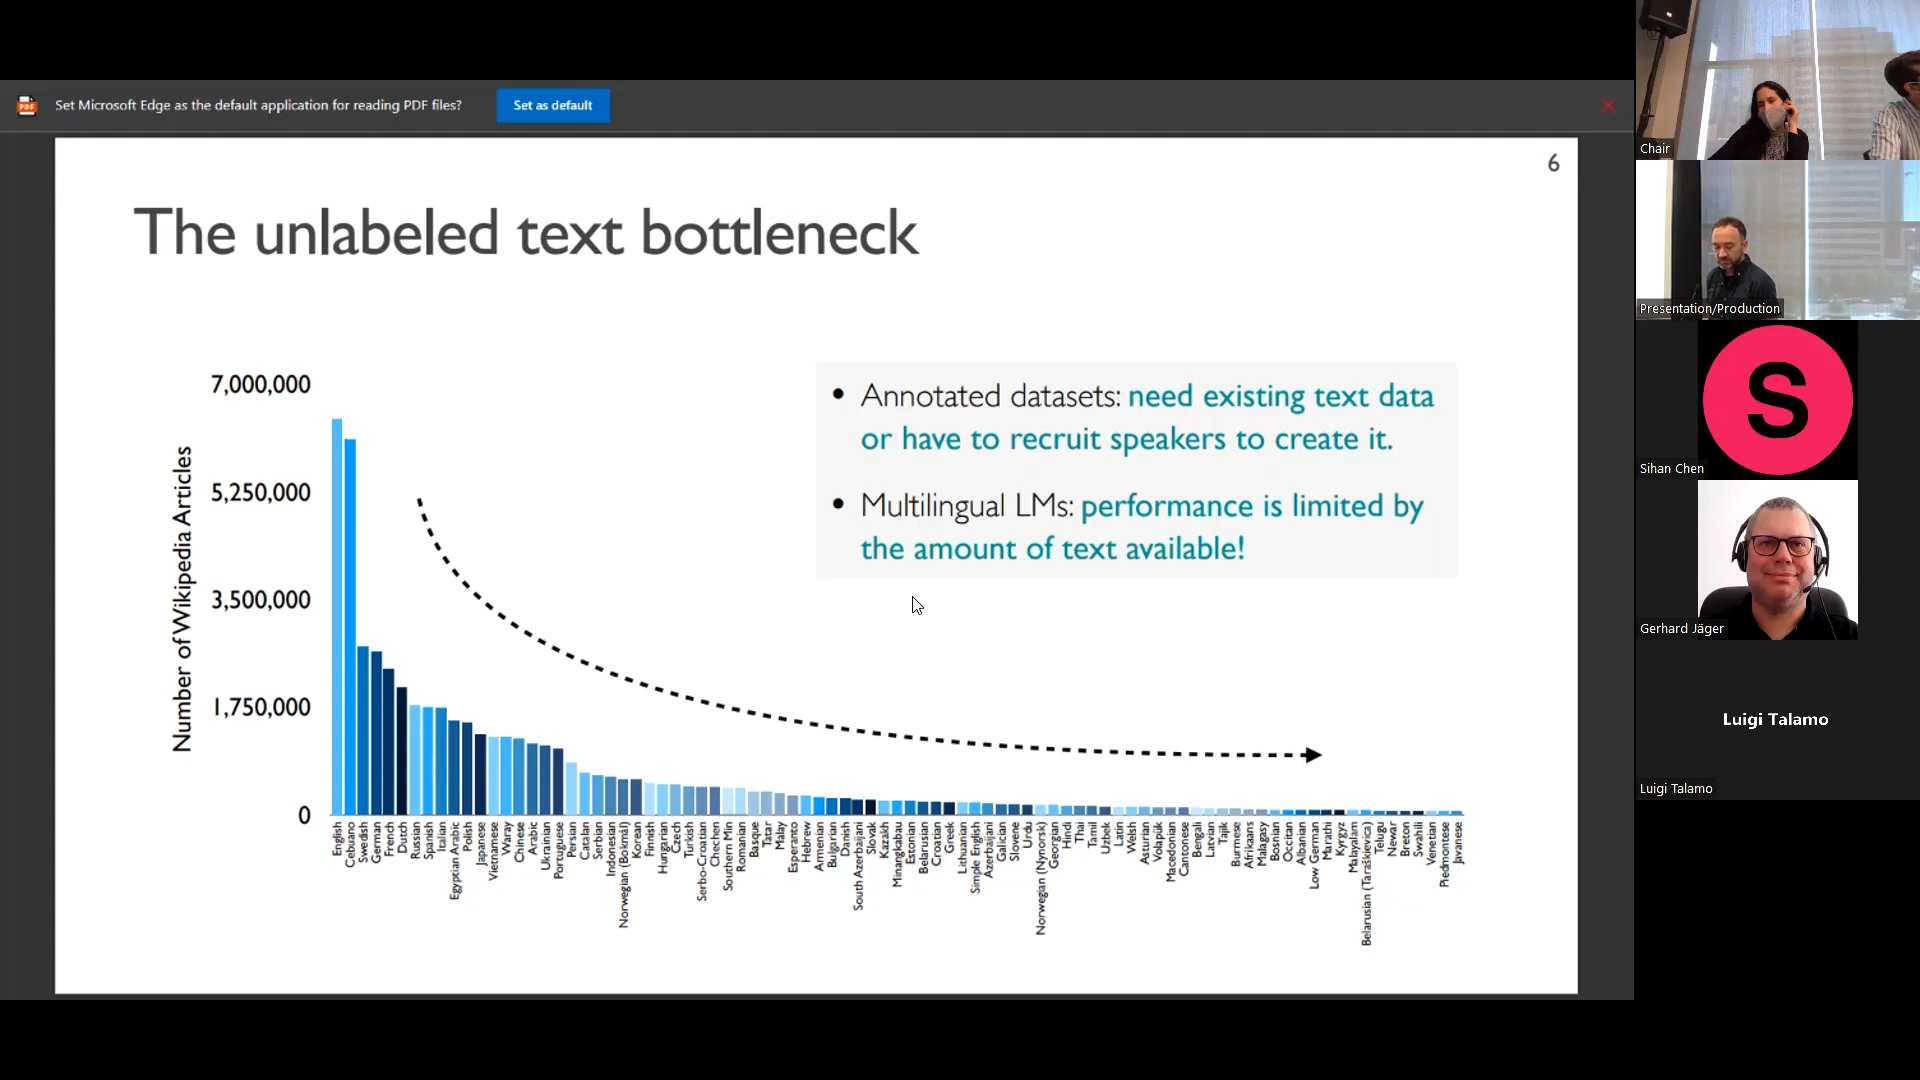 Set Microsoft Edge as the default application for reading PDF files?
Set as default
6
The unlabeled text bottleneck
• Annotated datasets: need existing text data
or have to recruit speakers to create it.
• Multilingual LMs: performance is limited by
the amount of text available!
Number of Wikipedia Articles
7,000,000
5,250,000
3,500,000
1,750,000
0
English
Cebuano
Swedish
German
French
Dutch
Russian
Spanish
Italian
Egyptian Arabic
Polish
Japanese
Vietnamese
Waray
Chinese
Arabic
Ukrainian
Portuguese
Persian
Catalan
Serbian
Indonesian
Norwegian (Bokmål)
Korean
Finnish
Hungarian
Czech
Turkish
Serbo-Croatian
Chechen
Southern Min
Romanian
Basque
Tatar
Malay
Esperanto
Hebrew
Armenian
Bulgarian
Danish
South Azerbaijani
Slovak
Kazakh
Minangkabau
Estonian
Belarusian
Croatian
Greek
Lithuanian
Simple English
Azerbaijani
Galician
Slovene
Urdu
Norwegian (Nynorsk)
Georgian
Hindi
Thai
Tamil
Uzbek
Latin
Welsh
Asturian
Volapük
Macedonian
Cantonese
Bengali
Latvian
Tajik
Burmese
Afrikaans
Malagasy
Bosnian
Occitan
Albanian
Low German
Marathi
Kyrgyz
Malayalam
Belarusian (Taraškievica)
Telugu
Newar
Breton
Swahili
Venetian
Piedmontese
Javanese
Chair
Presentation/Production
S
Sihan Chen
Gerhard Jäger
Luigi Talamo
Luigi Talamo